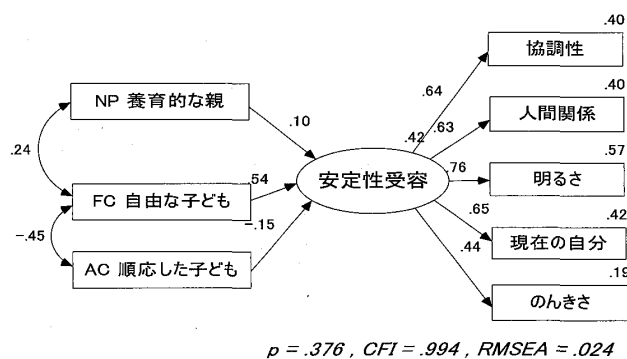 .40
協調性
.64
NP 養育的な親
.40
人間関係
.10
.42
.63
.24
.57
安定性受容
.76
明るさ
.54
FC 自由な子ども
-.15
.65
.42
現在の自分
-.45
.44
AC 順応した子ども
.19
のんきさ
p = .376 , CFI = .994 , RMSEA = .024